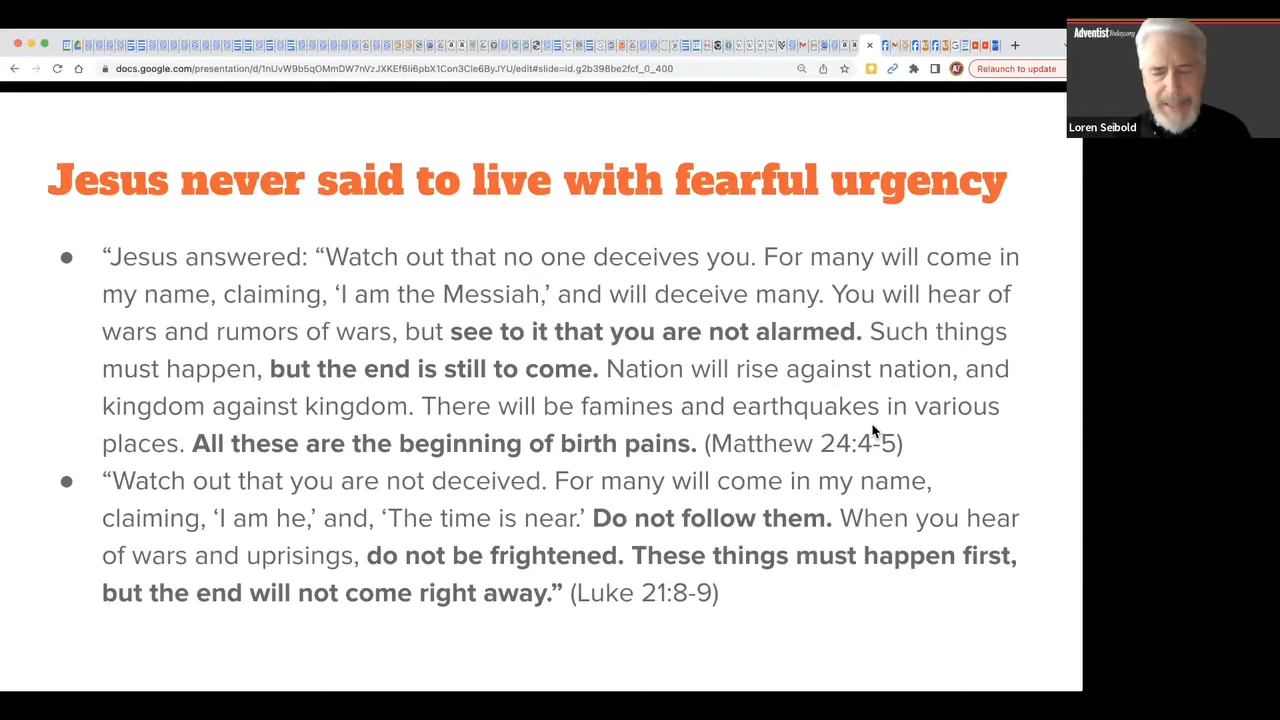 docs.google.com/presentation/d/1nUvW9b5qOMmDW7nVzJXKEf6li6pbX1Con3Cle6ByJYU/edit#slide=id.g2b398be2fcf_0_400
Relaunch to update
AdventistToday.org
Loren Seibold
Jesus never said to live with fearful urgency
● “Jesus answered: “Watch out that no one deceives you. For many will come in
my name, claiming, ‘I am the Messiah,’ and will deceive many. You will hear of
wars and rumors of wars, but see to it that you are not alarmed. Such things
must happen, but the end is still to come. Nation will rise against nation, and
kingdom against kingdom. There will be famines and earthquakes in various
places. All these are the beginning of birth pains. (Matthew 24:4-5)
● “Watch out that you are not deceived. For many will come in my name,
claiming, ‘I am he,’ and, ‘The time is near.’ Do not follow them. When you hear
of wars and uprisings, do not be frightened. These things must happen first,
but the end will not come right away.” (Luke 21:8-9)